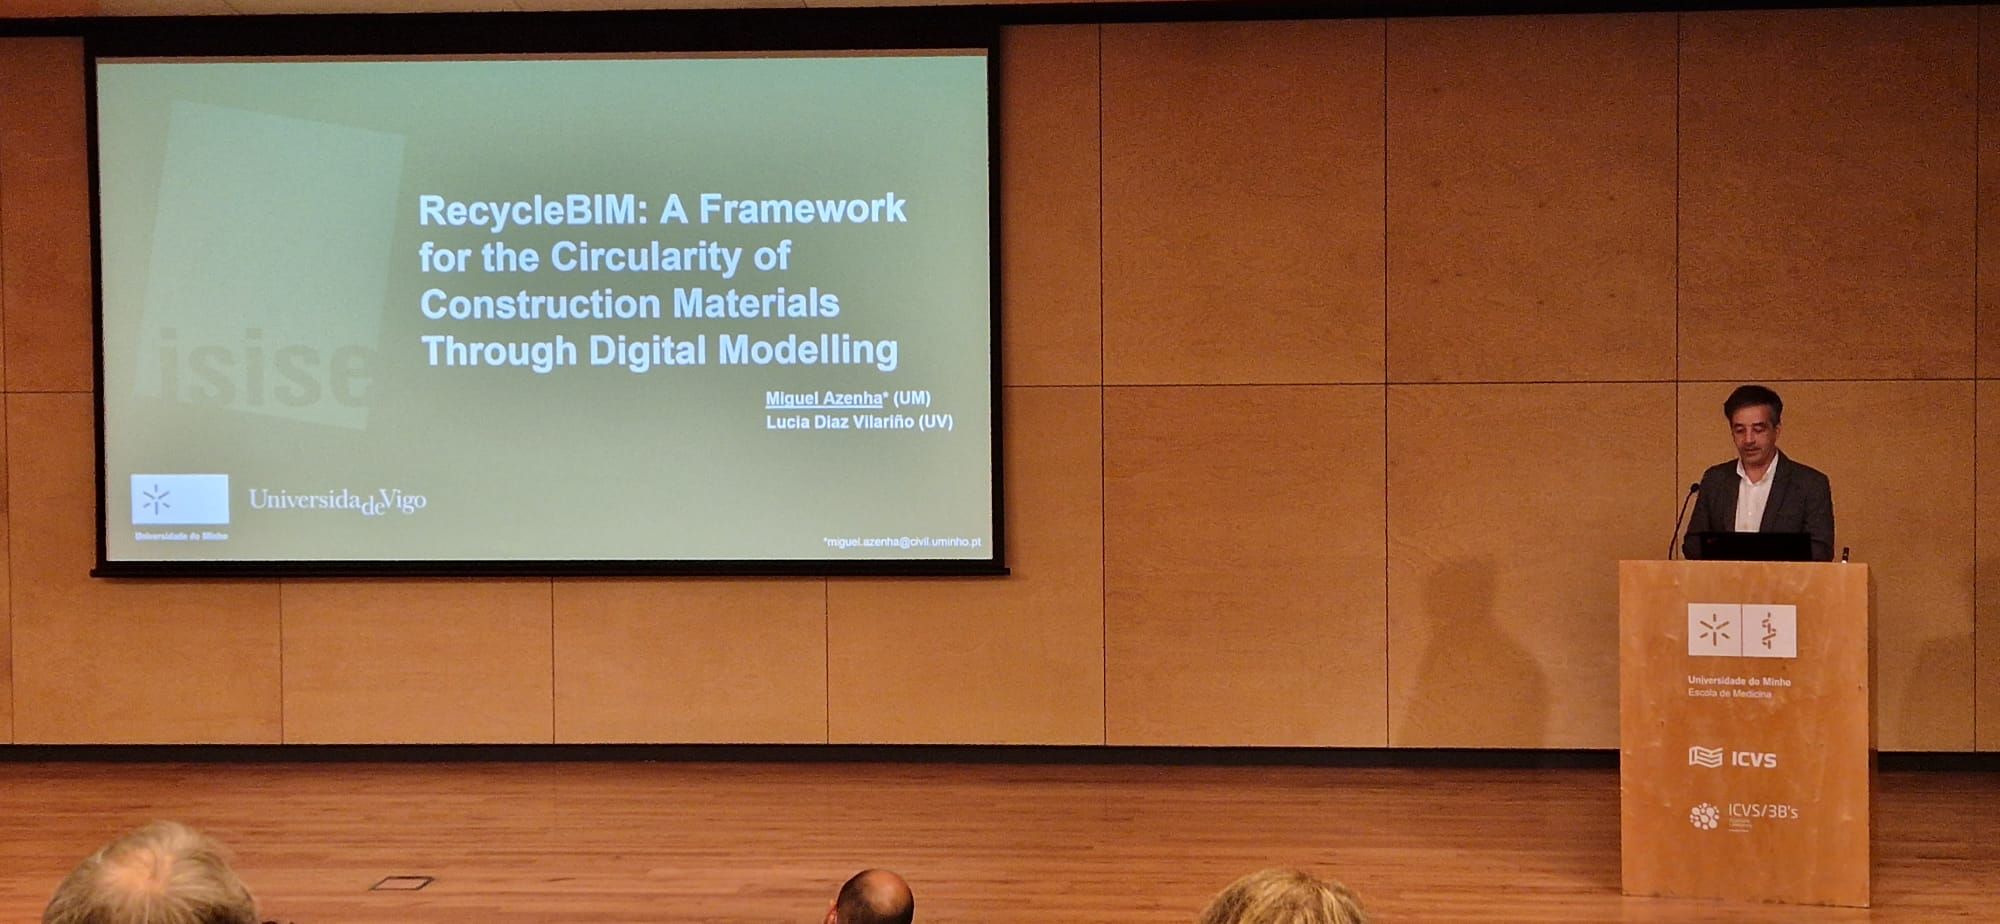 RecycleBIM: A Framework
for the Circularity of
Construction Materials
Through Digital Modelling
isise
Miguel Azenha* (UM)
Lucia Diaz Vilariño (UV)
UniversidadeVigo
Universidade do Minho
*miguel.azenha@civil.uminho.pt
Universidade do Minho
Escola de Medicina
ICVS
ICVS/3B's